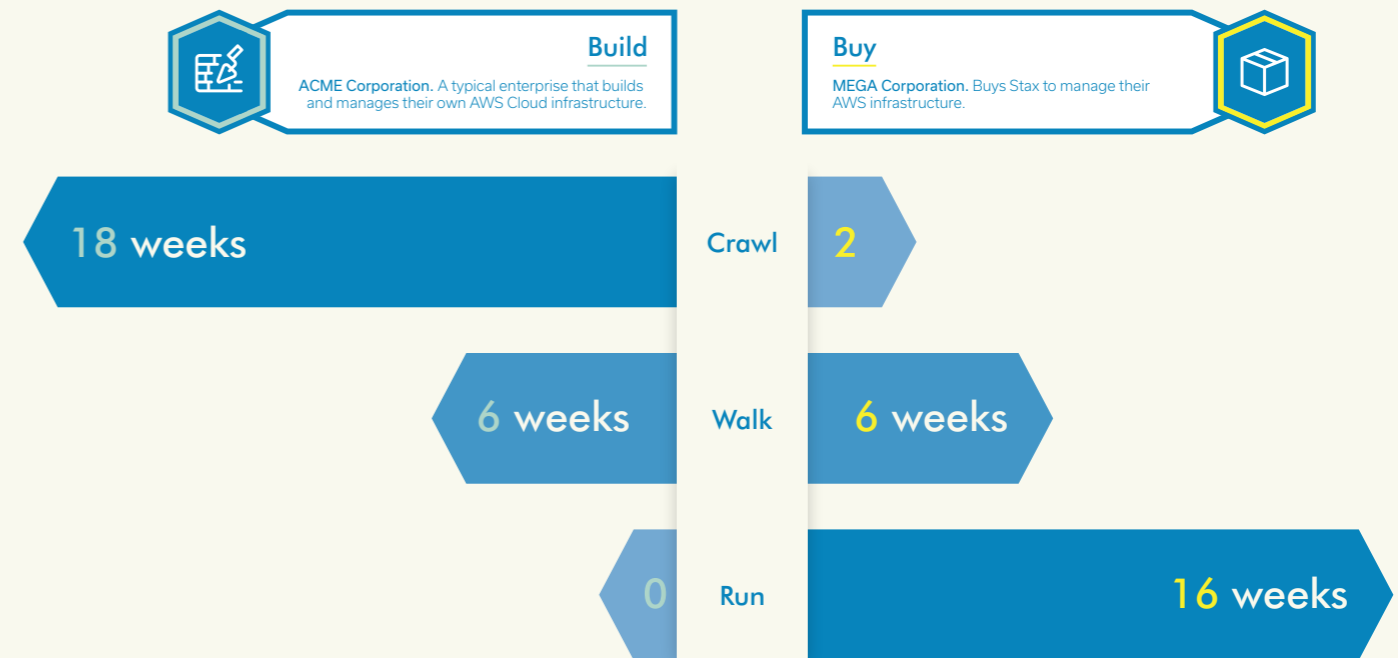 Build
ACME Corporation. A typical enterprise that builds
and manages their own AWS Cloud infrastructure.
Buy
MEGA Corporation. Buys Stax to manage their
AWS infrastructure.
18 weeks
Crawl
2
6 weeks
Walk
6 weeks
0
Run
16 weeks